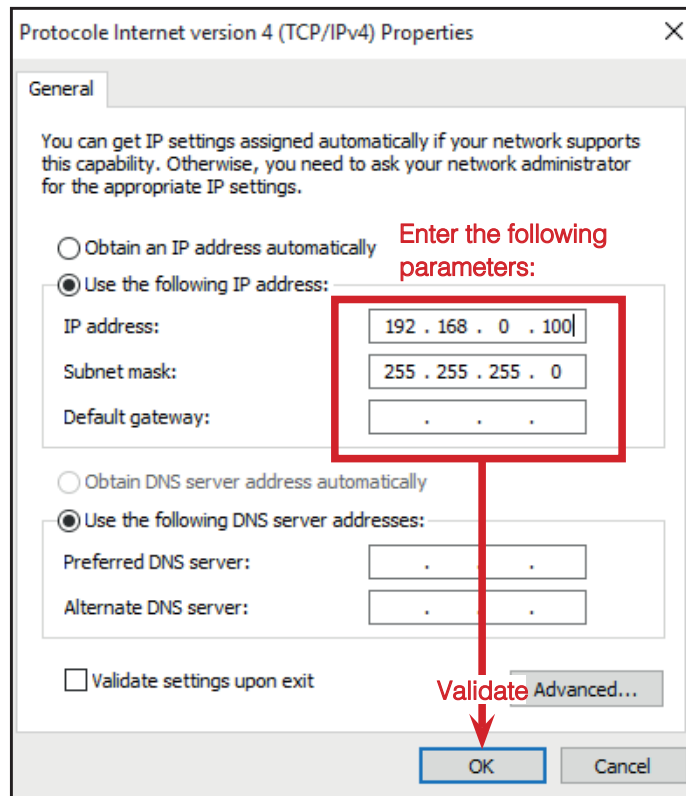 Protocole Internet version 4 (TCP/IPv4) Properties
General
You can get IP settings assigned automatically if your network supports
this capability. Otherwise, you need to ask your network administrator
for the appropriate IP settings.
Obtain an IP address automatically
Enter the following
parameters:
Use the following IP address:
IP address: 192 . 168 . 0 . 100
Subnet mask: 255 . 255 . 255 . 0
Default gateway: . . .
Obtain DNS server address automatically
Use the following DNS server addresses:
Preferred DNS server: . . .
Alternate DNS server: . . .
Validate settings upon exit
Validate Advanced...
OK Cancel